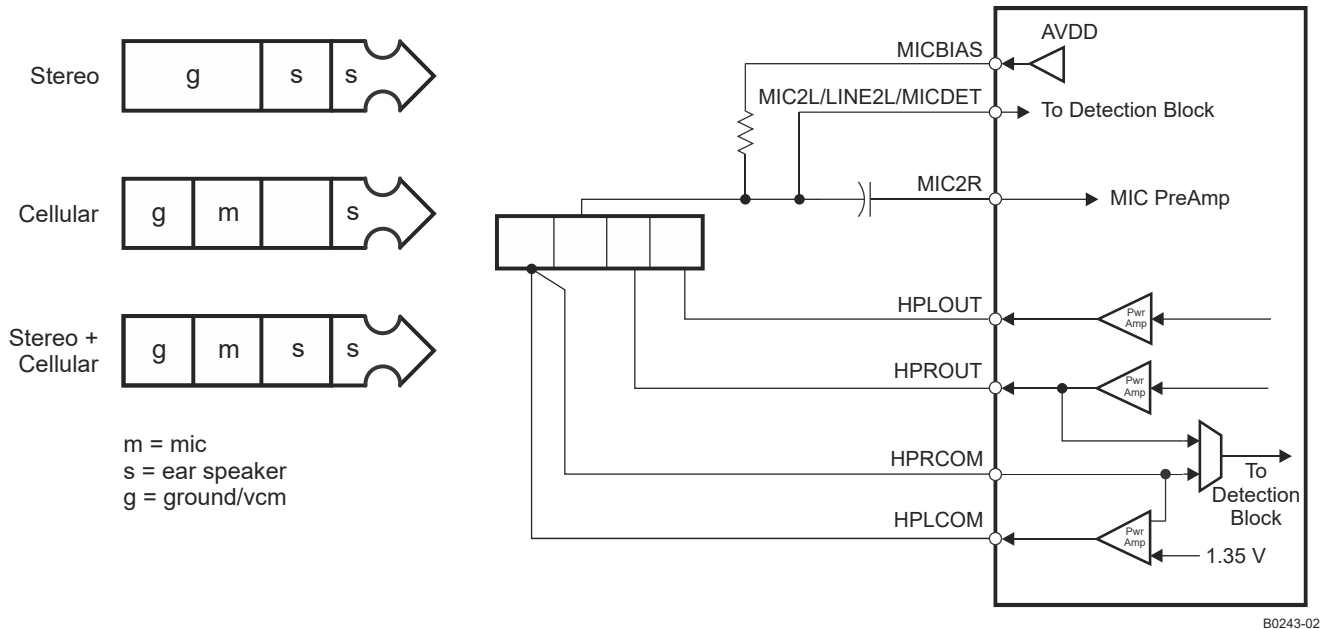 Stereo
g s s
Cellular
g m s
Stereo +
Cellular
g m s s
m = mic
s = ear speaker
g = ground/vcm
AVDD
MICBIAS
MIC2L/LINE2L/MICDET
To Detection Block
MIC2R
MIC PreAmp
HPLOUT
Pwr
Amp
HPROUT
Pwr
Amp
HPRCOM
To
Detection
Block
HPLCOM
Pwr
Amp
1.35 V
B0243-02